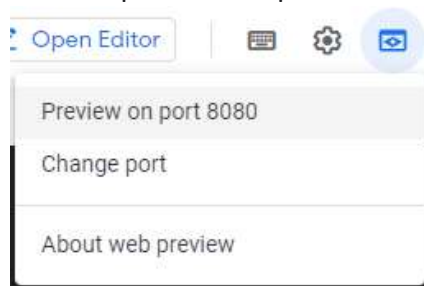 Open Editor
Preview on port 8080
Change port
About web preview